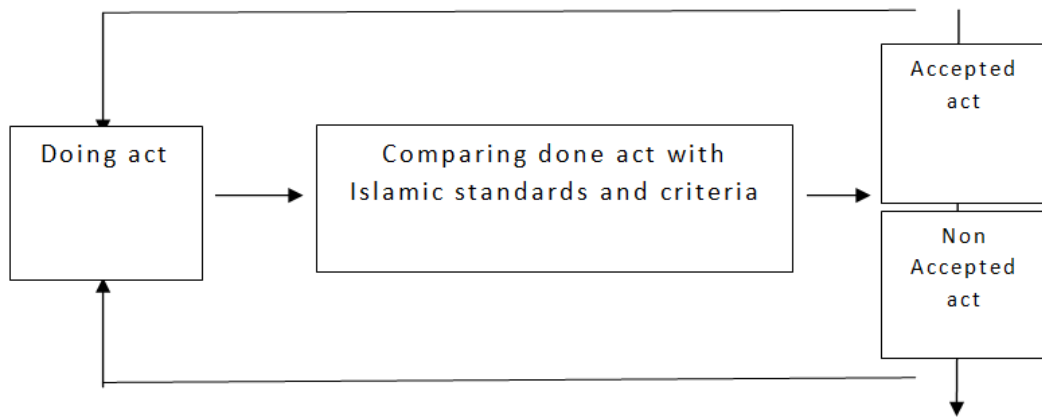 Doing act
Comparing done act with
Islamic standards and criteria
Accepted
act
Non
Accepted
act